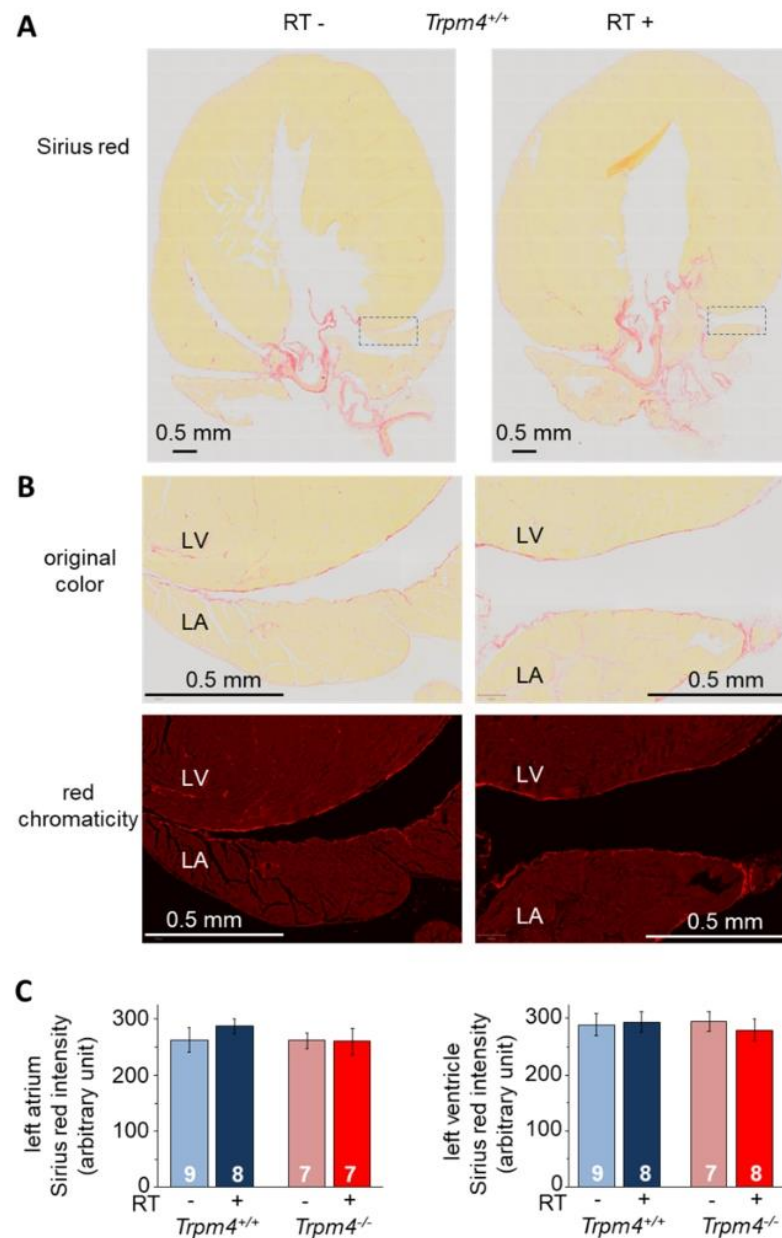 A
RT - Trpm4+/+ RT +
Sirius red
0.5 mm 0.5 mm
B
original
color
LV LV
LA LA
0.5 mm 0.5 mm
red
chromaticity
LV LV
LA LA
0.5 mm 0.5 mm
C
left atrium
Sirius red intensity
(arbitrary unit)
300
200
100
0
9 8 7 7
RT - + - +
Trpm4+/+ Trpm4-/-
left ventricle
Sirius red intensity
(arbitrary unit)
300
200
100
0
9 8 7 8
RT - + - +
Trpm4+/+ Trpm4-/-